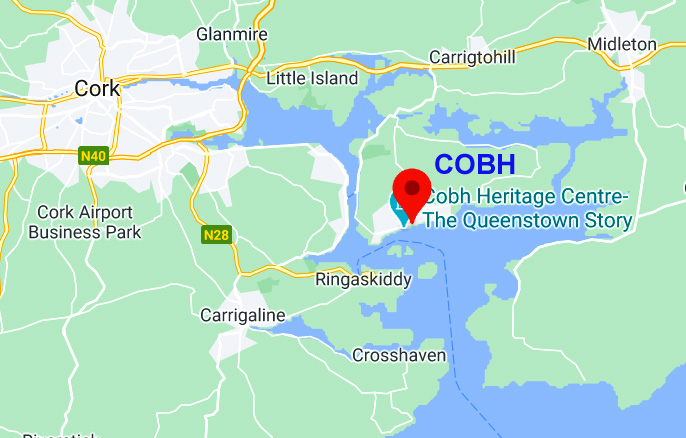 Glanmire
Carrigtohill
Midleton
Little Island
Cork
N40
COBH
Cobh Heritage Centre-
The Queenstown Story
Cork Airport
Business Park
N28
Ringaskiddy
Carrigaline
Crosshaven